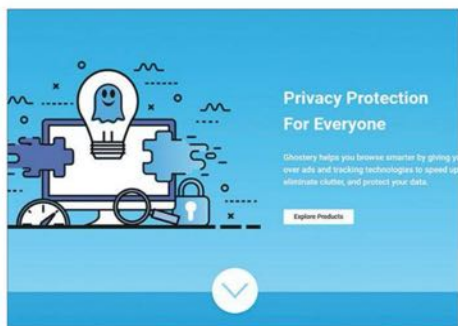 Privacy Protection
For Everyone
Ghostery helps you browse smarter by giving
over ads and tracking technologies to speed up
eliminate clutter, and protect your data.
Explore Products